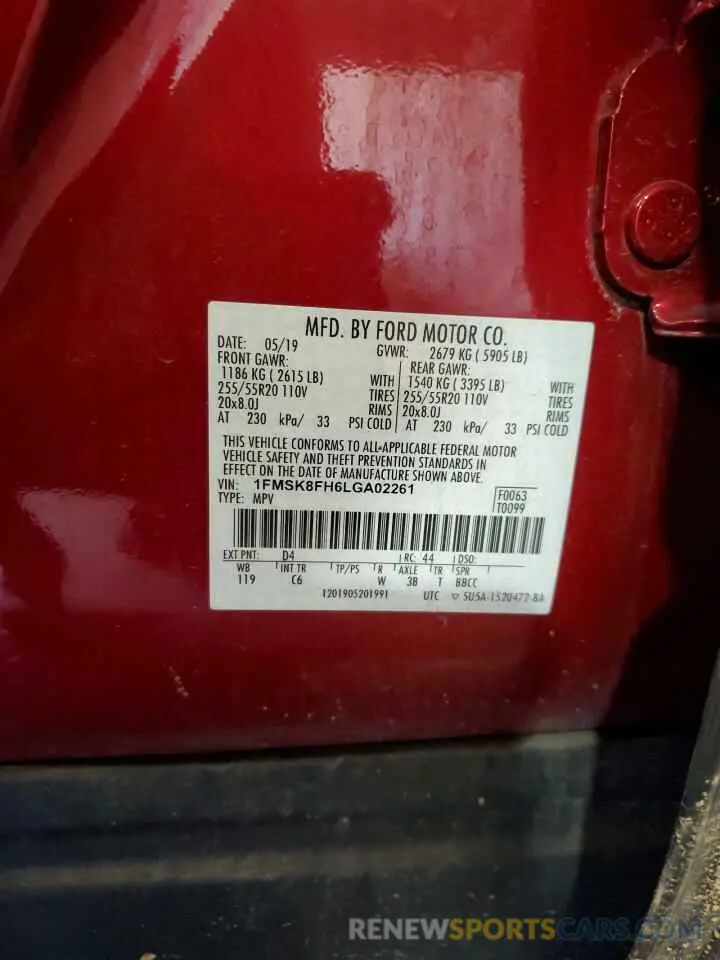 MFD. BY FORD MOTOR CO.
DATE: 05/19 GVWR: 2679 KG ( 5905 LB)
FRONT GAWR: REAR GAWR:
1186 KG ( 2615 LB) WITH 1540 KG ( 3395 LB) WITH
255/55R20 110V TIRES 255/55R20 110V TIRES
20x8.0J RIMS 20x8.0J RIMS
AT 230 kPa/ 33 PSI COLD AT 230 kPa/ 33 PSI COLD
THIS VEHICLE CONFORMS TO ALL APPLICABLE FEDERAL MOTOR
VEHICLE SAFETY AND THEFT PREVENTION STANDARDS IN
EFFECT ON THE DATE OF MANUFACTURE SHOWN ABOVE.
VIN: 1FMSK8FH6LGA02261 F0063
TYPE: MPV T0099
EXT PNT: D4 RC: 44 DSO:
WB INT TR TP/PS R AXLE TR SPR
119 C6 W 3B T BBCC
1201905201991 UTC ▽ 5U5A-1520472-BA
RENEWSPORTSCARS.COM